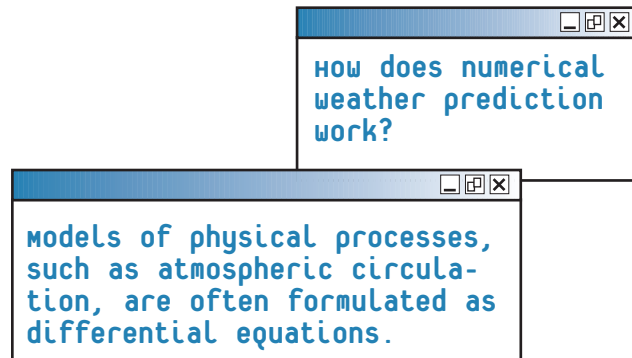 How does numerical
weather prediction
work?
Models of physical processes,
such as atmospheric circula-
tion, are often formulated as
differential equations.